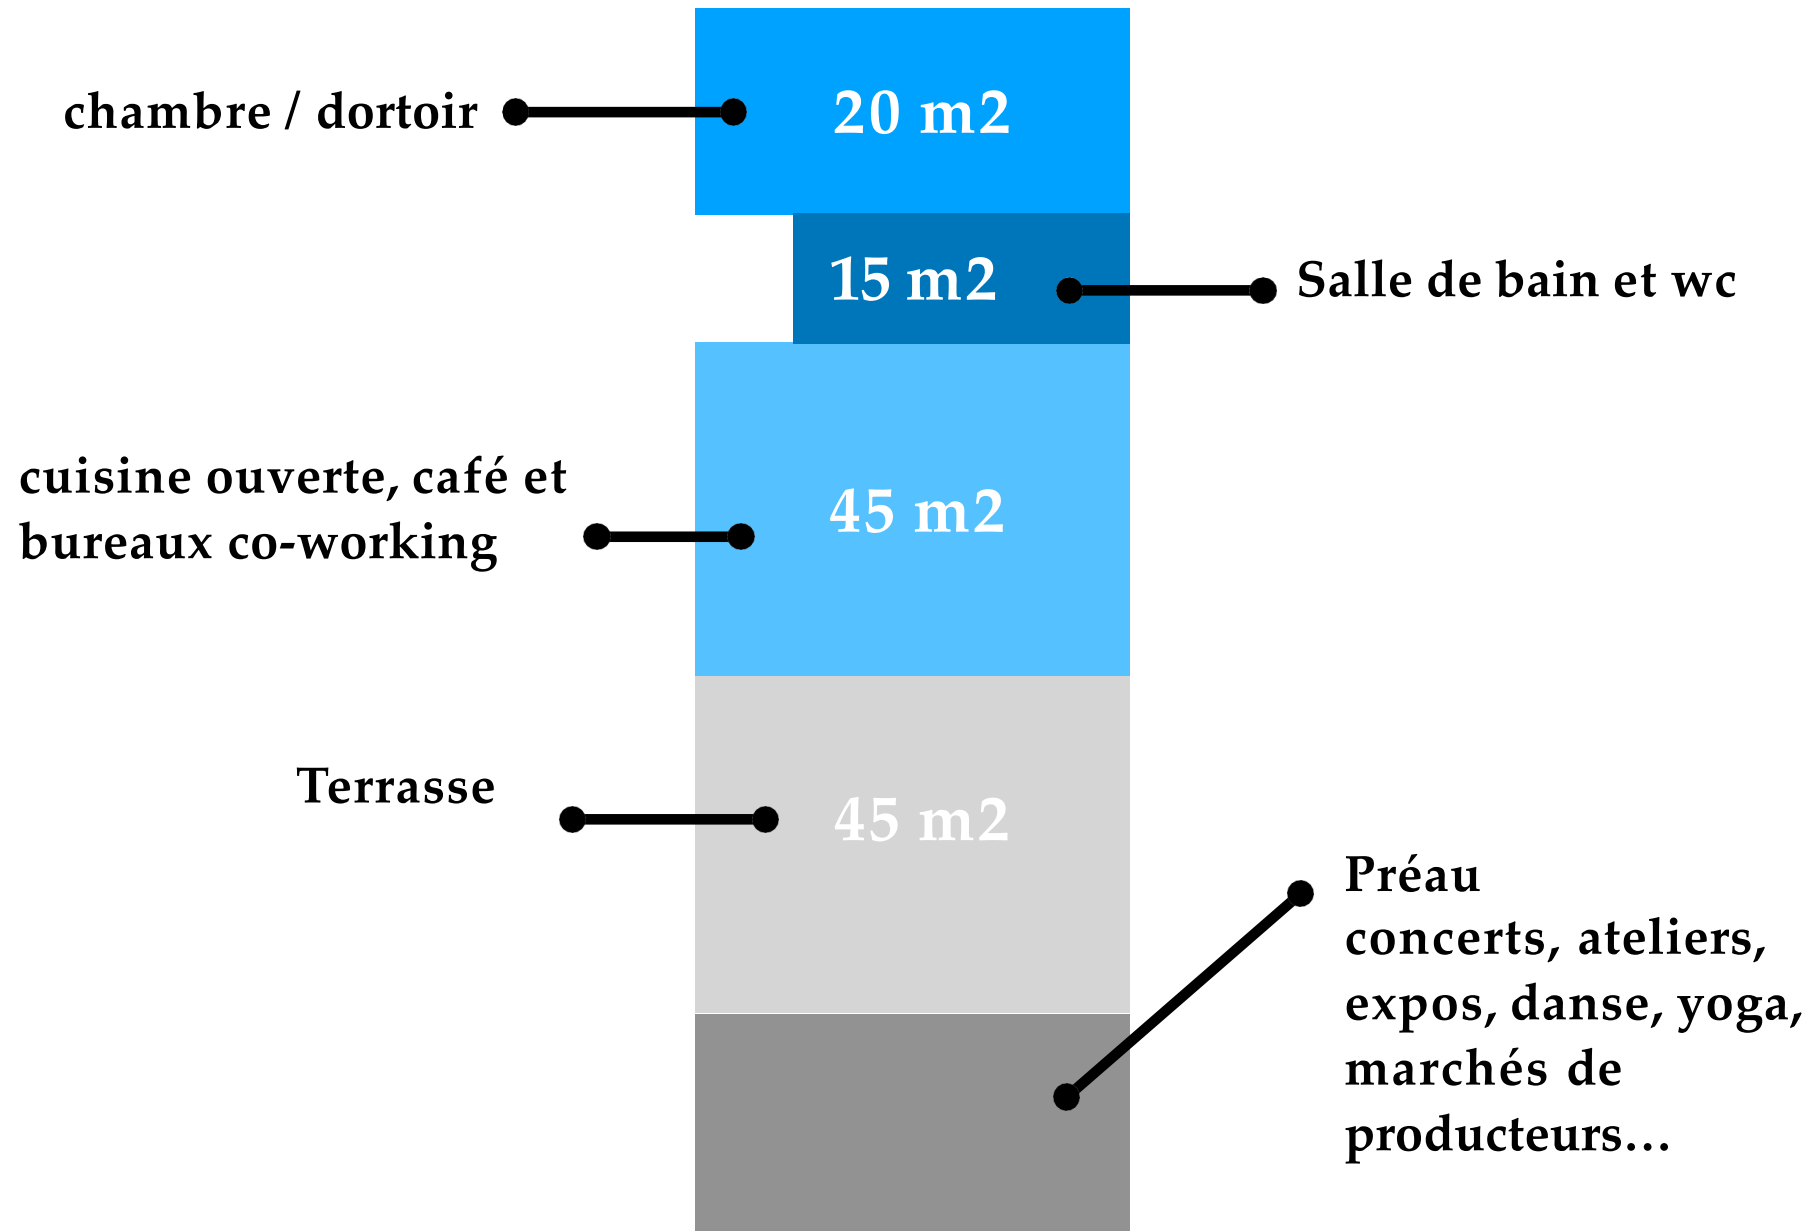 chambre / dortoir
20 m2
15 m2
Salle de bain et wc
cuisine ouverte, café et
bureaux co-working
45 m2
Terrasse
45 m2
Préau
concerts, ateliers,
expos, danse, yoga,
marchés de
producteurs…